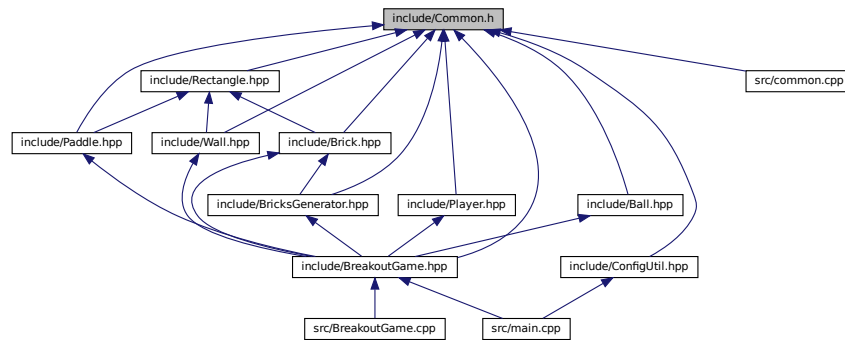 include/Common.h
include/Rectangle.hpp
src/common.cpp
include/Paddle.hpp
include/Wall.hpp
include/Brick.hpp
include/BricksGenerator.hpp
include/Player.hpp
include/Ball.hpp
include/BreakoutGame.hpp
include/ConfigUtil.hpp
src/BreakoutGame.cpp
src/main.cpp